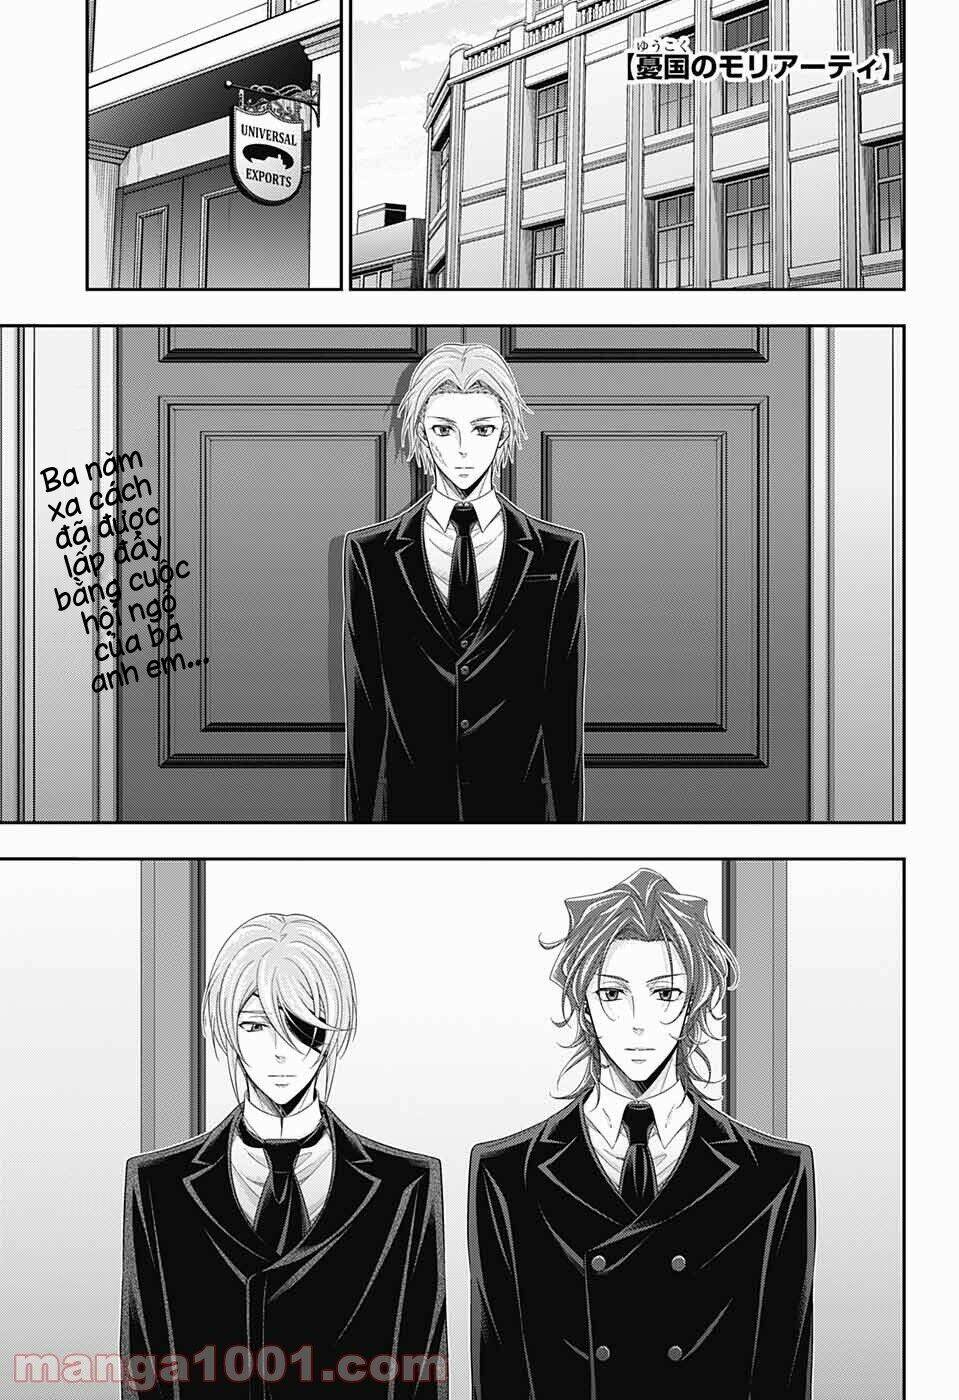 ゆうこく
【憂国のモリアーティ】
UNIVERSAL
EXPORTS
Ba năm
xa cách
đã được
lấp đầy
bằng cuộc
hội ngộ
của ba
anh em...
manga1001.com